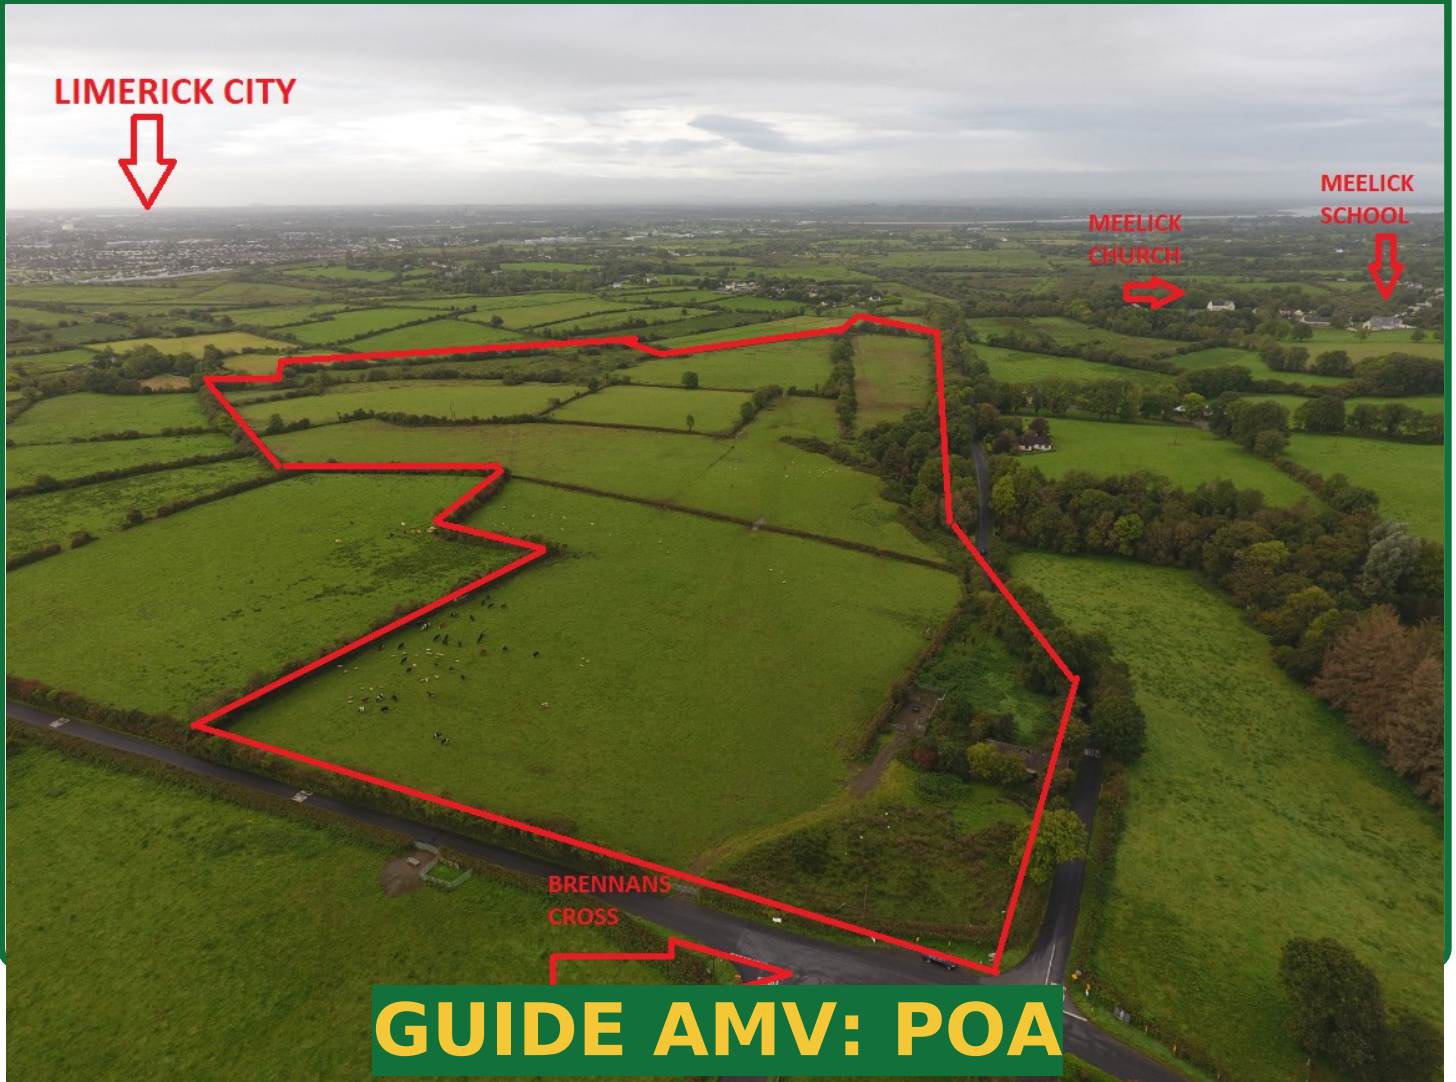 LIMERICK CITY
MEELICK
SCHOOL
MEELICK
CHURCH
BRENNANS
CROSS
GUIDE AMV: POA